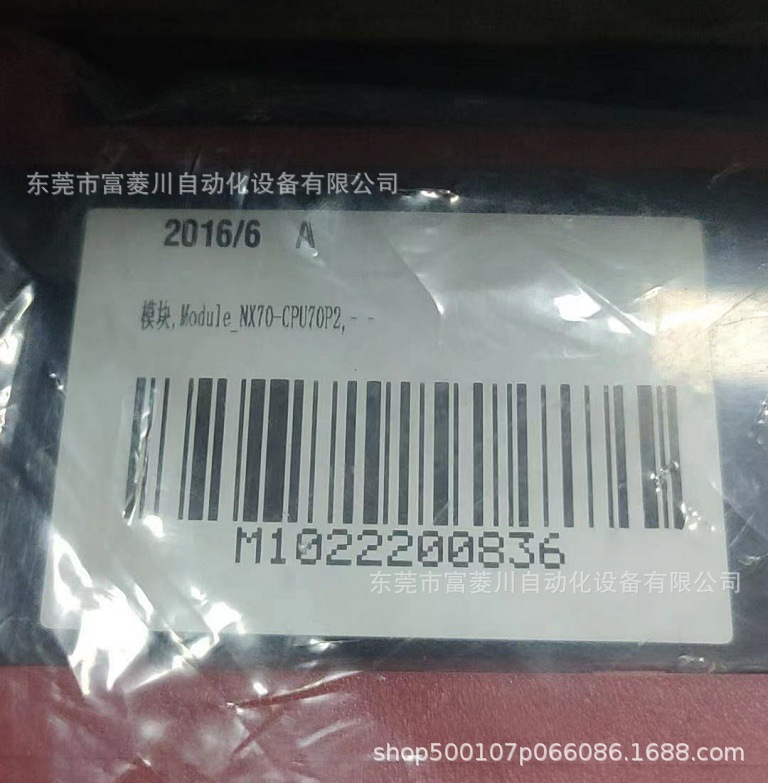 东莞市富菱川自动化设备有限公司
2016/6 A
模块,Module_NX70-CPU70P2,- -
M1022200836
东莞市富菱川自动化设备有限公司
shop500107p066086.1688.com